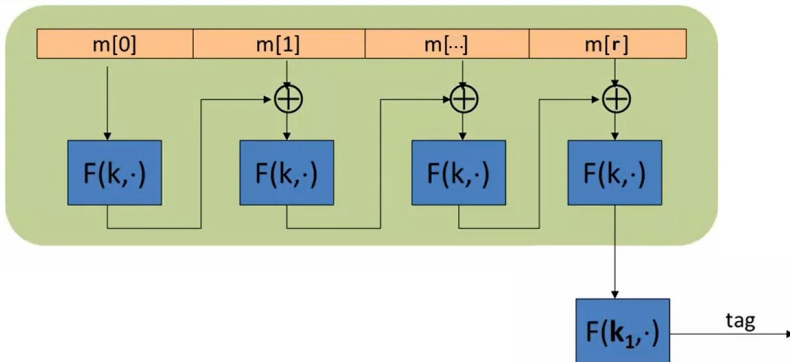 m[0] m[1] m[...] m[r]
F(k,·) F(k,·) F(k,·) F(k,·)
F(k₁,·) tag